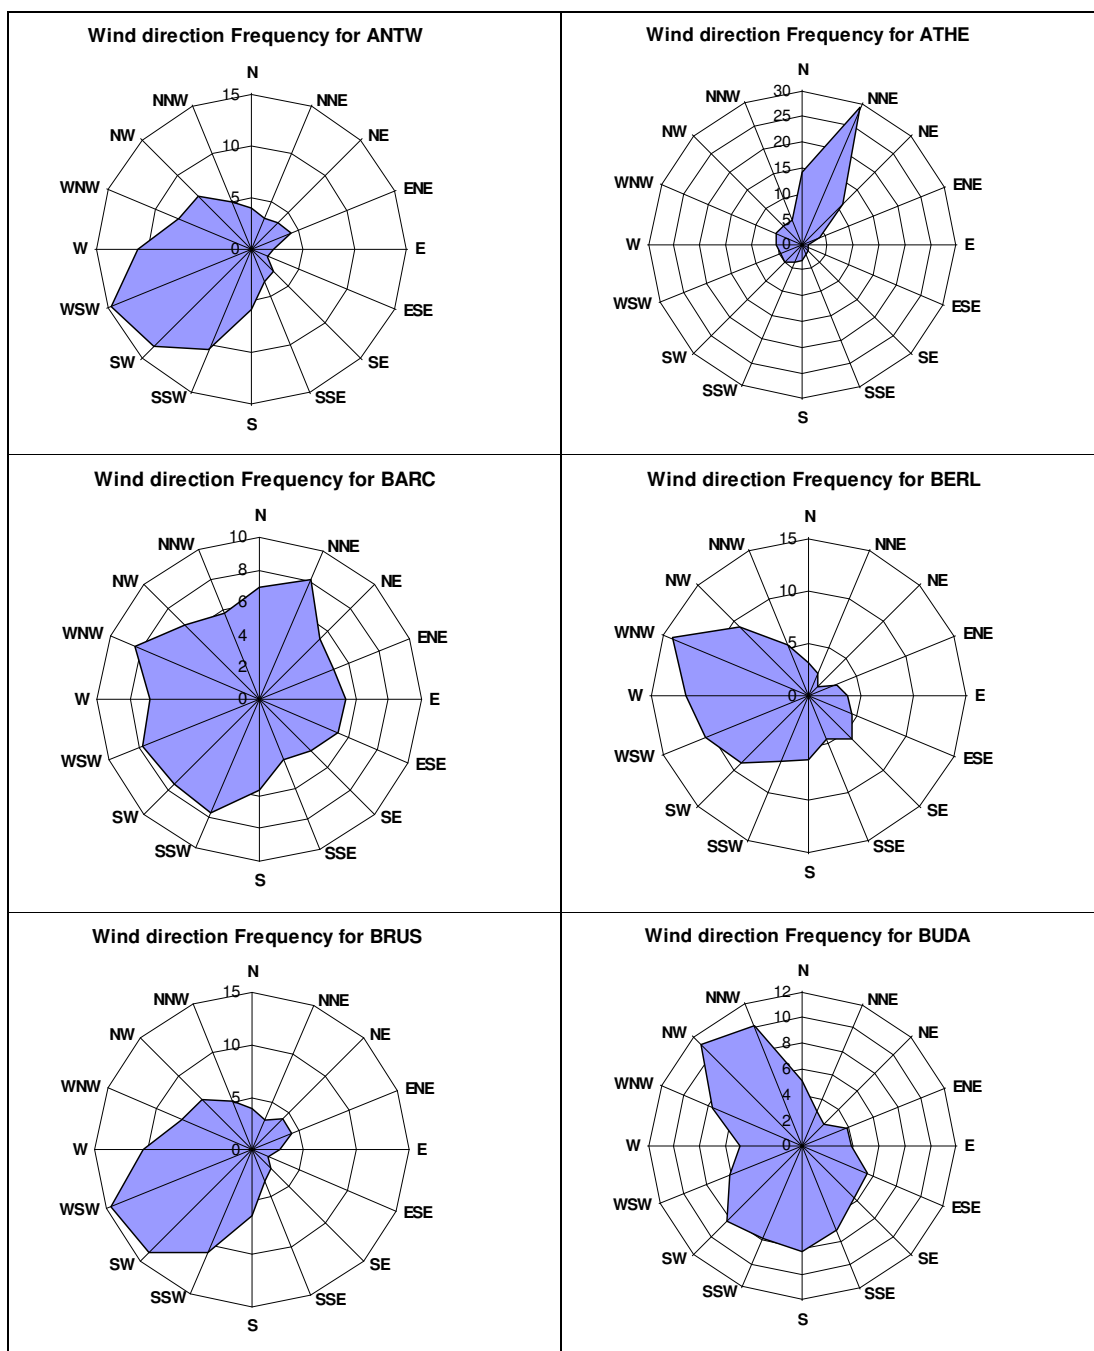 Wind direction Frequency for ANTW
N
NNE
NE
ENE
E
ESE
SE
SSE
S
SSW
SW
WSW
W
WNW
NW
NNW
15
10
5
0
Wind direction Frequency for ATHE
N
NNE
NE
ENE
E
ESE
SE
SSE
S
SSW
SW
WSW
W
WNW
NW
NNW
30
25
20
15
10
5
0
Wind direction Frequency for BARC
N
NNE
NE
ENE
E
ESE
SE
SSE
S
SSW
SW
WSW
W
WNW
NW
NNW
10
8
6
4
2
0
Wind direction Frequency for BERL
N
NNE
NE
ENE
E
ESE
SE
SSE
S
SSW
SW
WSW
W
WNW
NW
NNW
15
10
5
0
Wind direction Frequency for BRUS
N
NNE
NE
ENE
E
ESE
SE
SSE
S
SSW
SW
WSW
W
WNW
NW
NNW
15
10
5
0
Wind direction Frequency for BUDA
N
NNE
NE
ENE
E
ESE
SE
SSE
S
SSW
SW
WSW
W
WNW
NW
NNW
12
10
8
6
4
2
0